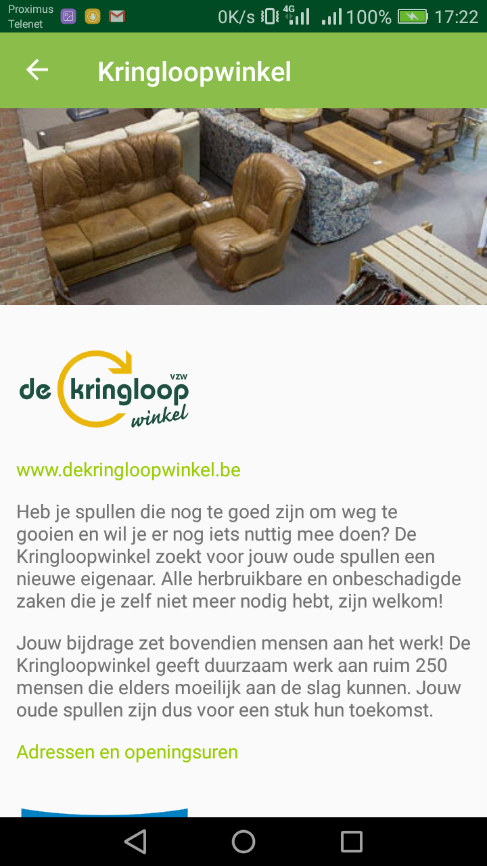 Proximus
Telenet
0K/s 4G 100% 17:22
Kringloopwinkel
de kringloop vzw
winkel
www.dekringloopwinkel.be
Heb je spullen die nog te goed zijn om weg te
gooien en wil je er nog iets nuttig mee doen? De
Kringloopwinkel zoekt voor jouw oude spullen een
nieuwe eigenaar. Alle herbruikbare en onbeschadigde
zaken die je zelf niet meer nodig hebt, zijn welkom!
Jouw bijdrage zet bovendien mensen aan het werk! De
Kringloopwinkel geeft duurzaam werk aan ruim 250
mensen die elders moeilijk aan de slag kunnen. Jouw
oude spullen zijn dus voor een stuk hun toekomst.
Adressen en openingsuren